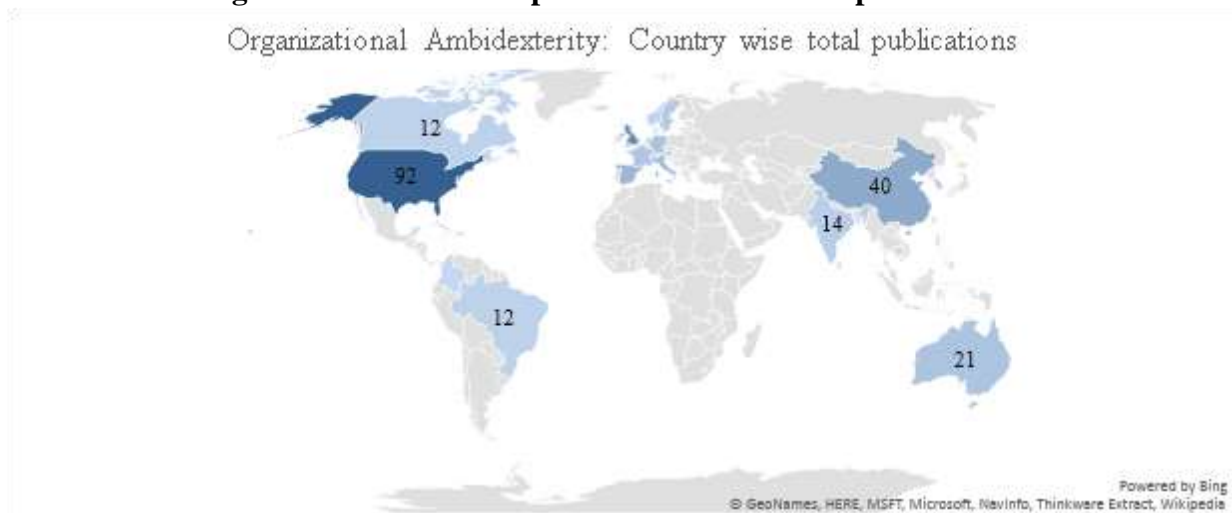 Organizational Ambidexterity: Country wise total publications
12
92
40
14
12
21
Powered by Bing
© GeoNames, HERE, MSFT, Microsoft, NavInfo, Thinkware Extract, Wikipedia